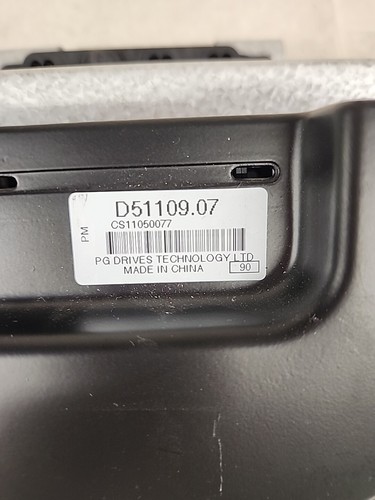 D51109.07
CS11050077
PM
PG DRIVES TECHNOLOGY LTD
MADE IN CHINA
90